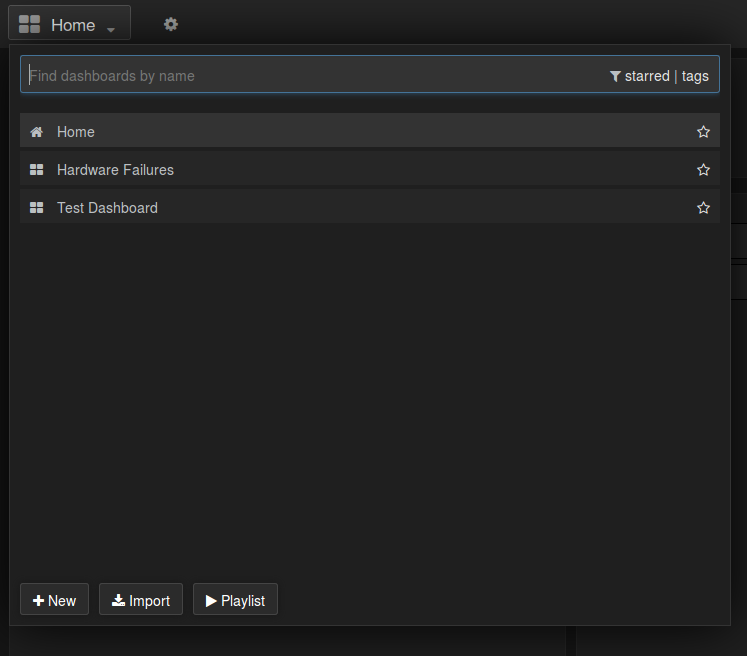 Home
Find dashboards by name starred | tags
Home
Hardware Failures
Test Dashboard
New Import Playlist